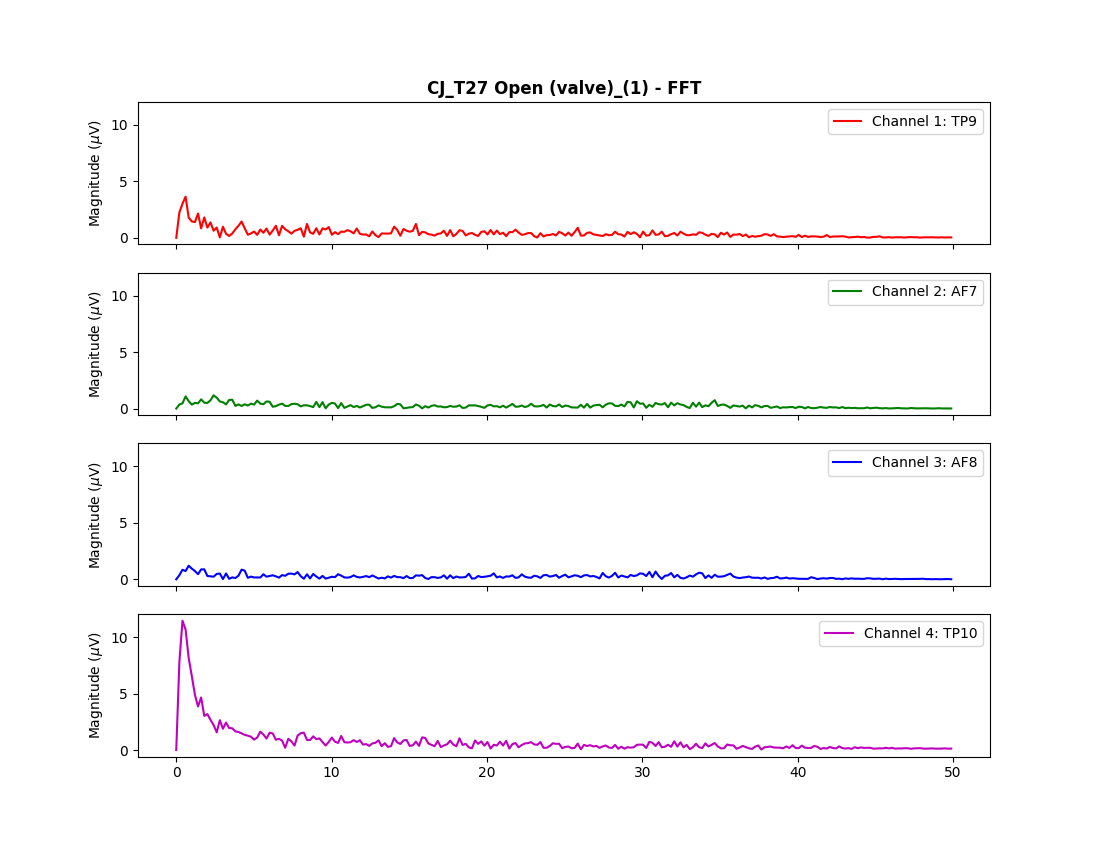 CJ_T27 Open (valve)_(1) - FFT
10
5
0
Magnitude (μV)
Channel 1: TP9
10
5
0
Magnitude (μV)
Channel 2: AF7
10
5
0
Magnitude (μV)
Channel 3: AF8
10
5
0
Magnitude (μV)
Channel 4: TP10
0 10 20 30 40 50